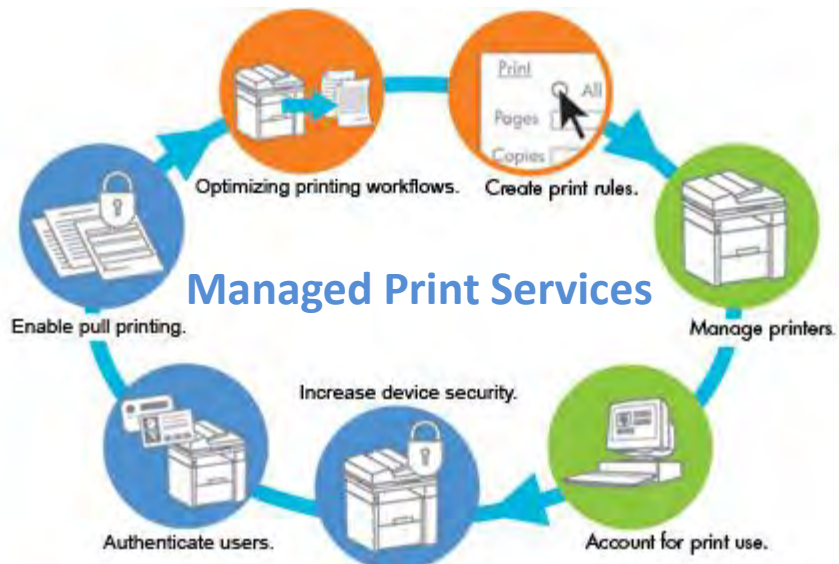 Print
All
Pages
Copies
Optimizing printing workflows.
Create print rules.
Managed Print Services
Enable pull printing.
Manage printers.
Increase device security.
Authenticate users.
Account for print use.